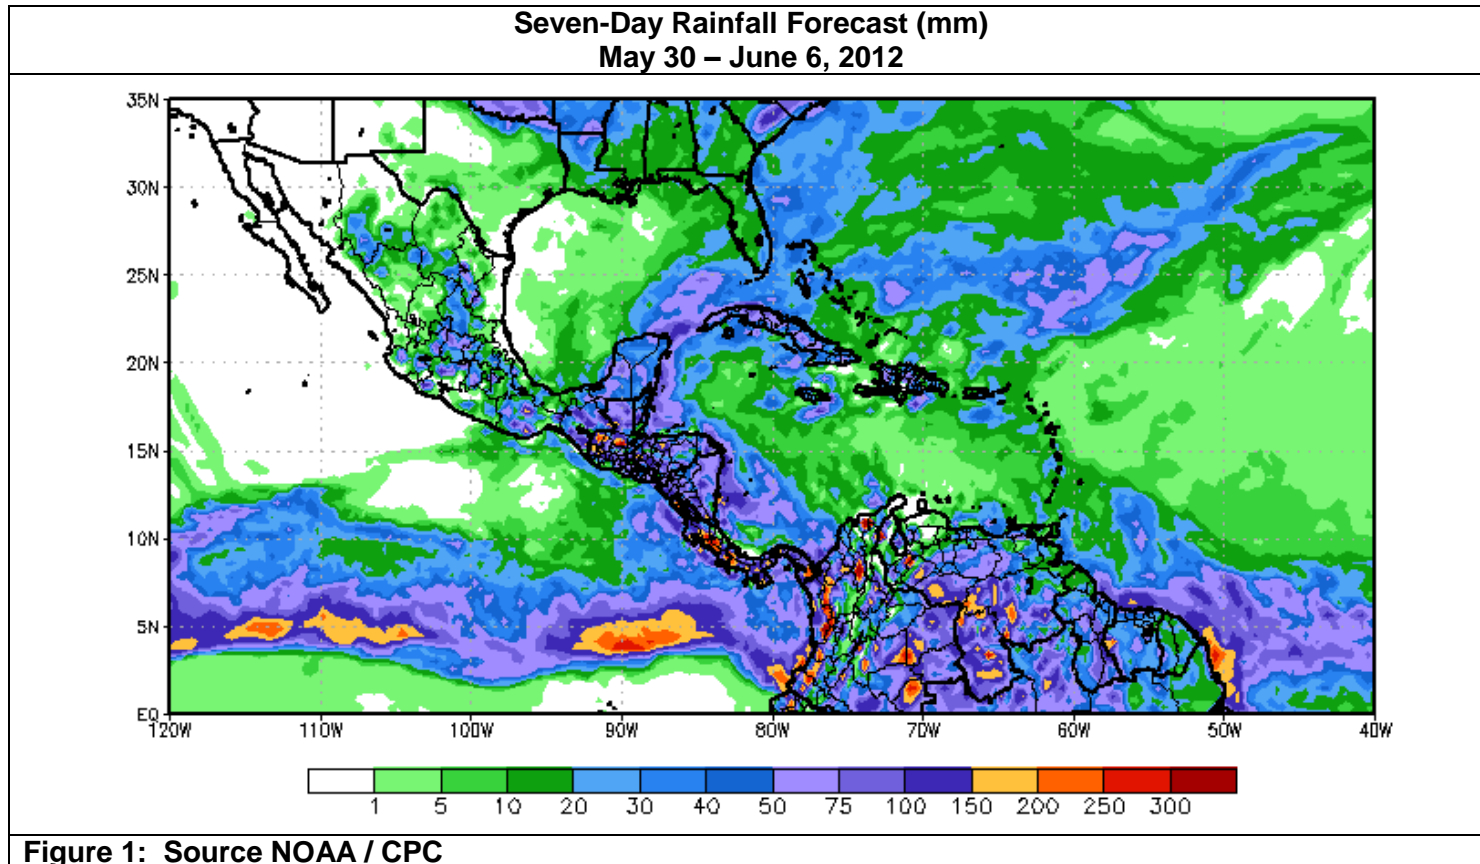 Seven-Day Rainfall Forecast (mm)
May 30 – June 6, 2012
35N
30N
25N
20N
15N
10N
5N
EQ
120W 110W 100W 90W 80W 70W 60W 50W 40W
1 5 10 20 30 40 50 75 100 150 200 250 300
Figure 1: Source NOAA / CPC